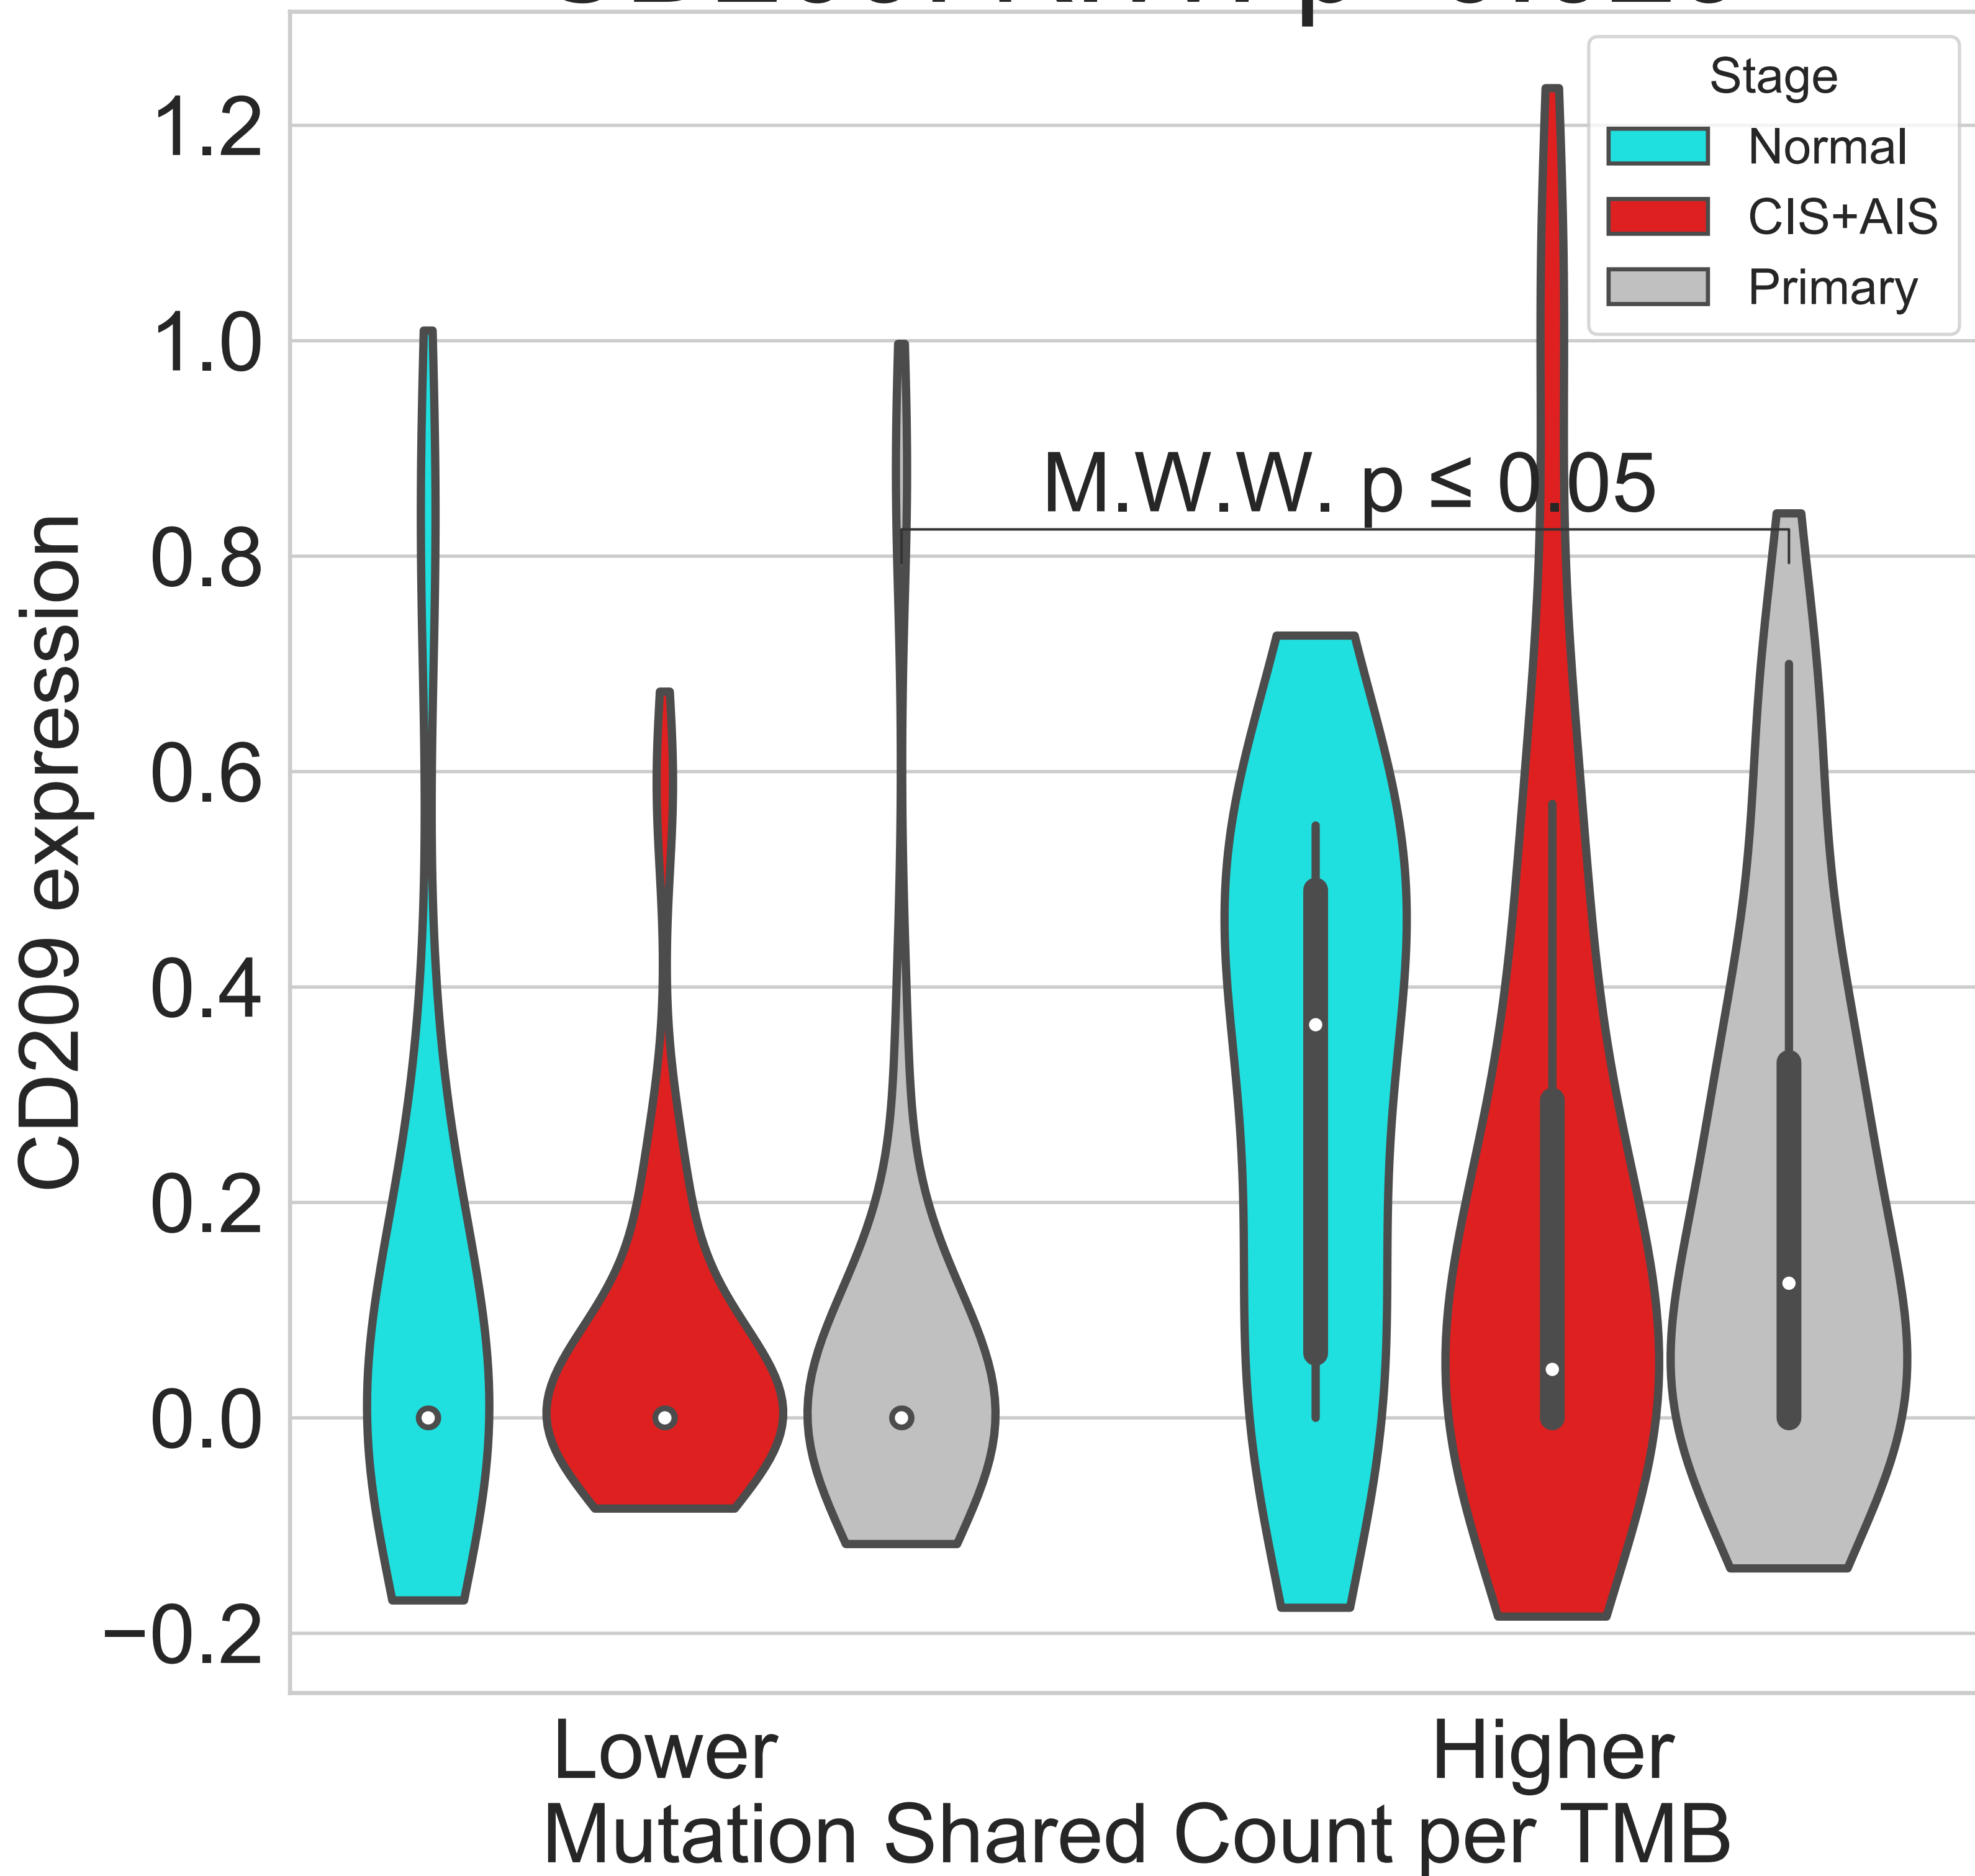 Stage
Normal
CIS+AIS
Primary
1.2
1.0
0.8
0.6
0.4
0.2
0.0
−0.2
CD209 expression
M.W.W. p ≤ 0.05
Lower
Higher
Mutation Shared Count per TMB